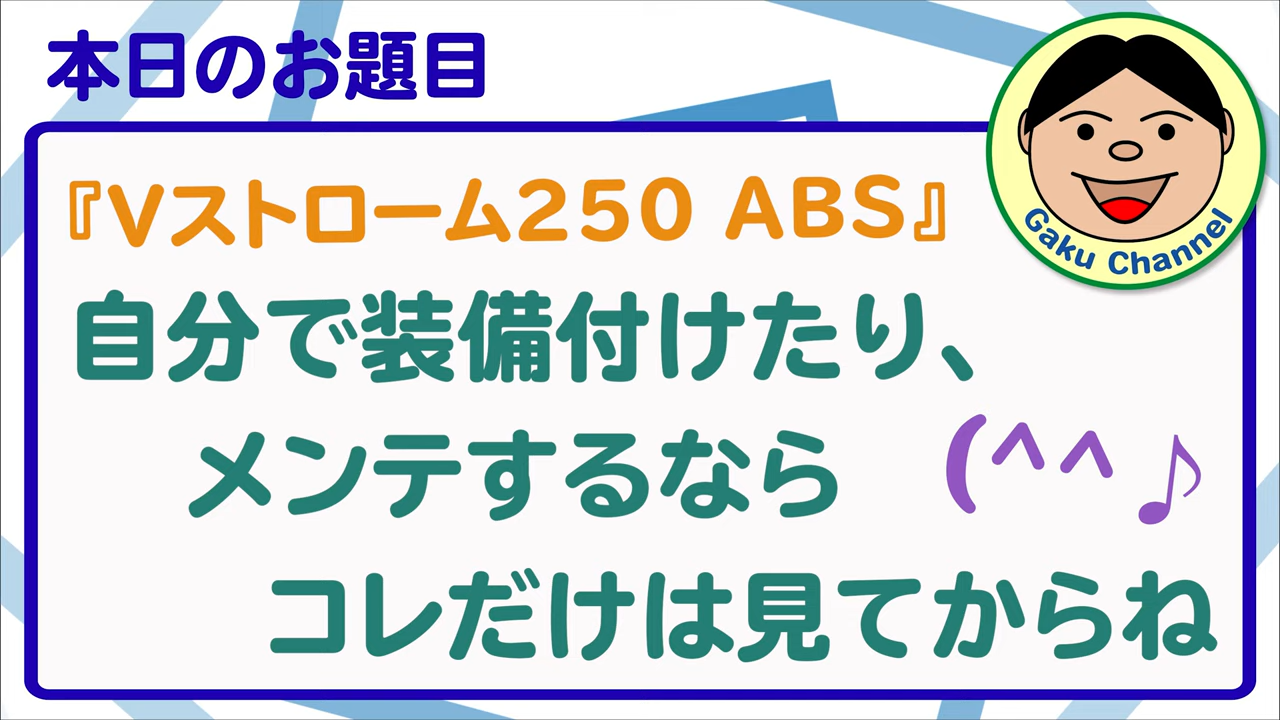 本日のお題目
『Vストローム250 ABS』
自分で装備付けたり、
メンテするなら (^^♪
コレだけは見てからね
Gaku Channel